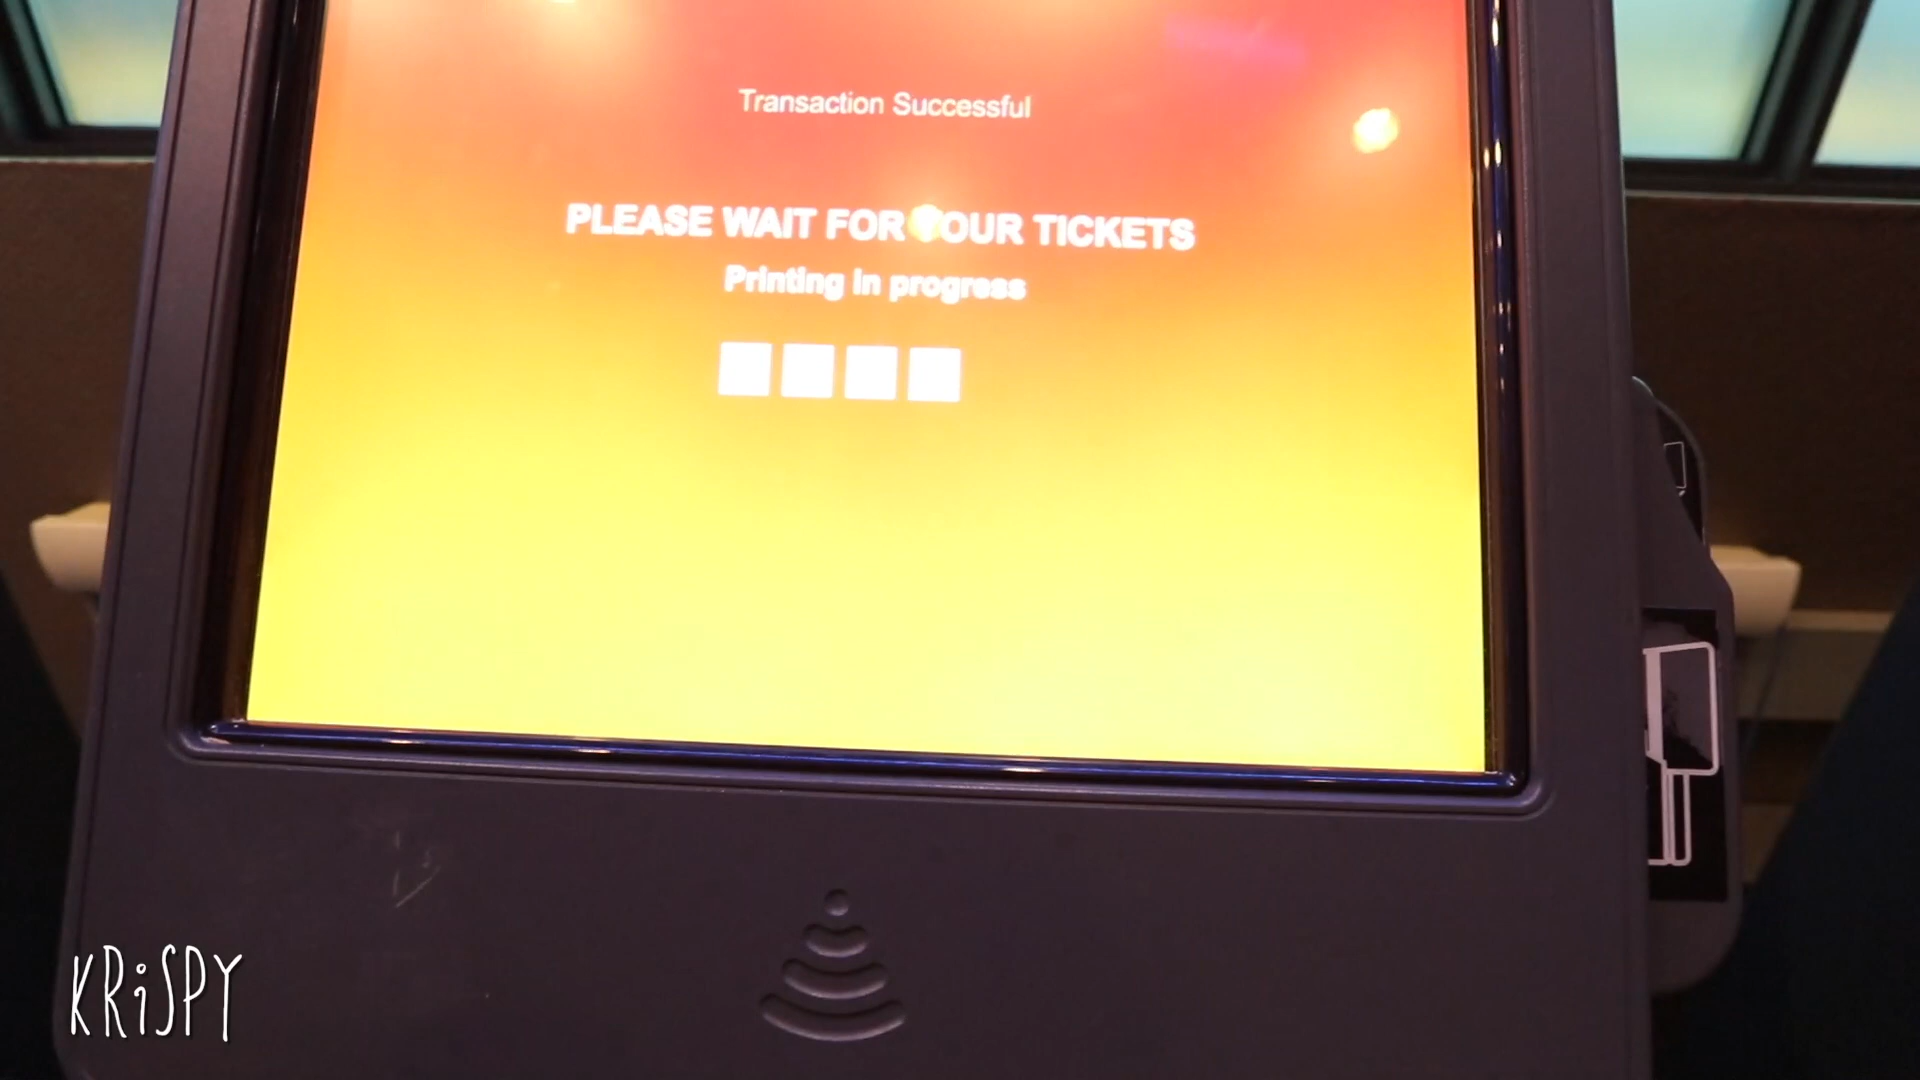 Transaction Successful
PLEASE WAIT FOR YOUR TICKETS
Printing in progress
KRiSPY